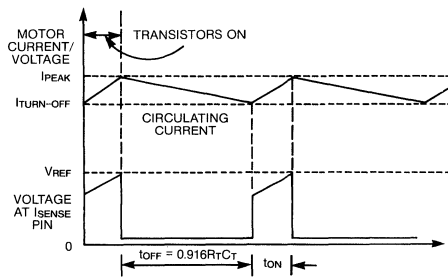 MOTOR
CURRENT/
VOLTAGE
TRANSISTORS ON
IPEAK
ITURN-OFF
CIRCULATING
CURRENT
VREF
VOLTAGE
AT ISENSE
PIN
0
tOFF = 0.916RTCT
tON